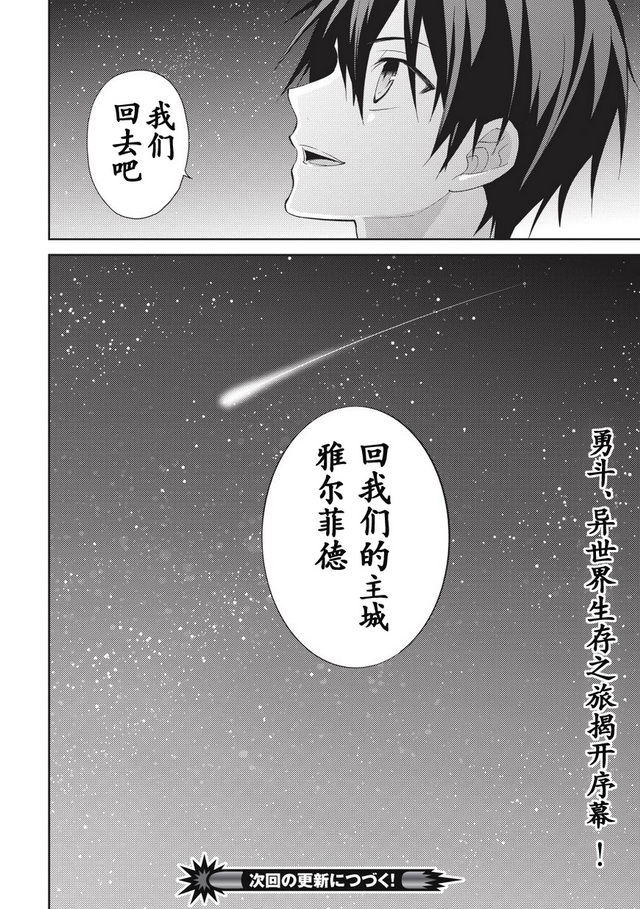 我们
回去吧
回我们的主城
雅尔菲德
勇斗、异世界生存之旅揭开序幕！
次回の更新につづく！